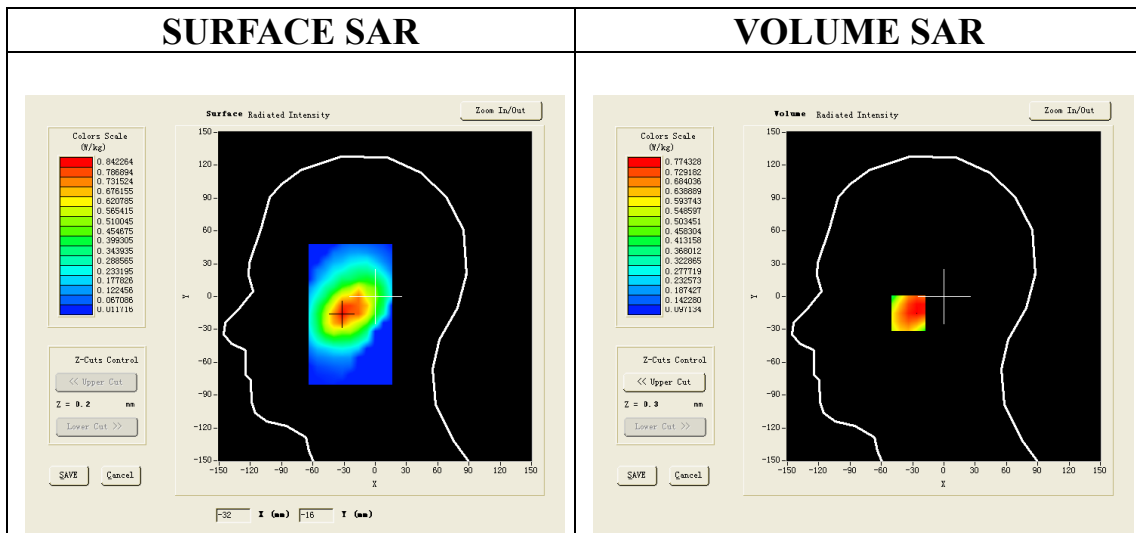 SURFACE SAR
VOLUME SAR
Surface Radiated Intensity
Zoom In/Out
Colors Scale
(W/kg)
0.842264
0.786894
0.731524
0.676155
0.620785
0.565415
0.510045
0.454675
0.399305
0.343935
0.288565
0.233195
0.177826
0.122456
0.067086
0.011716
Z-Cuts Control
<< Upper Cut
Z = 0.2 mm
Lower Cut >>
SAVE
Cancel
150
120
90
60
30
0
-30
-60
-90
-120
-150
Y
-150 -120 -90 -60 -30 0 30 60 90 120 150
X
-32 X (mm) -16 Y (mm)
Volume Radiated Intensity
Zoom In/Out
Colors Scale
(W/kg)
0.774328
0.729182
0.684036
0.638889
0.593743
0.548597
0.503451
0.458304
0.413158
0.368012
0.322865
0.277719
0.232573
0.187427
0.142280
0.097134
Z-Cuts Control
<< Upper Cut
Z = 0.3 mm
Lower Cut >>
SAVE
Cancel
150
120
90
60
30
0
-30
-60
-90
-120
-150
Y
-150 -120 -90 -60 -30 0 30 60 90 120 150
X